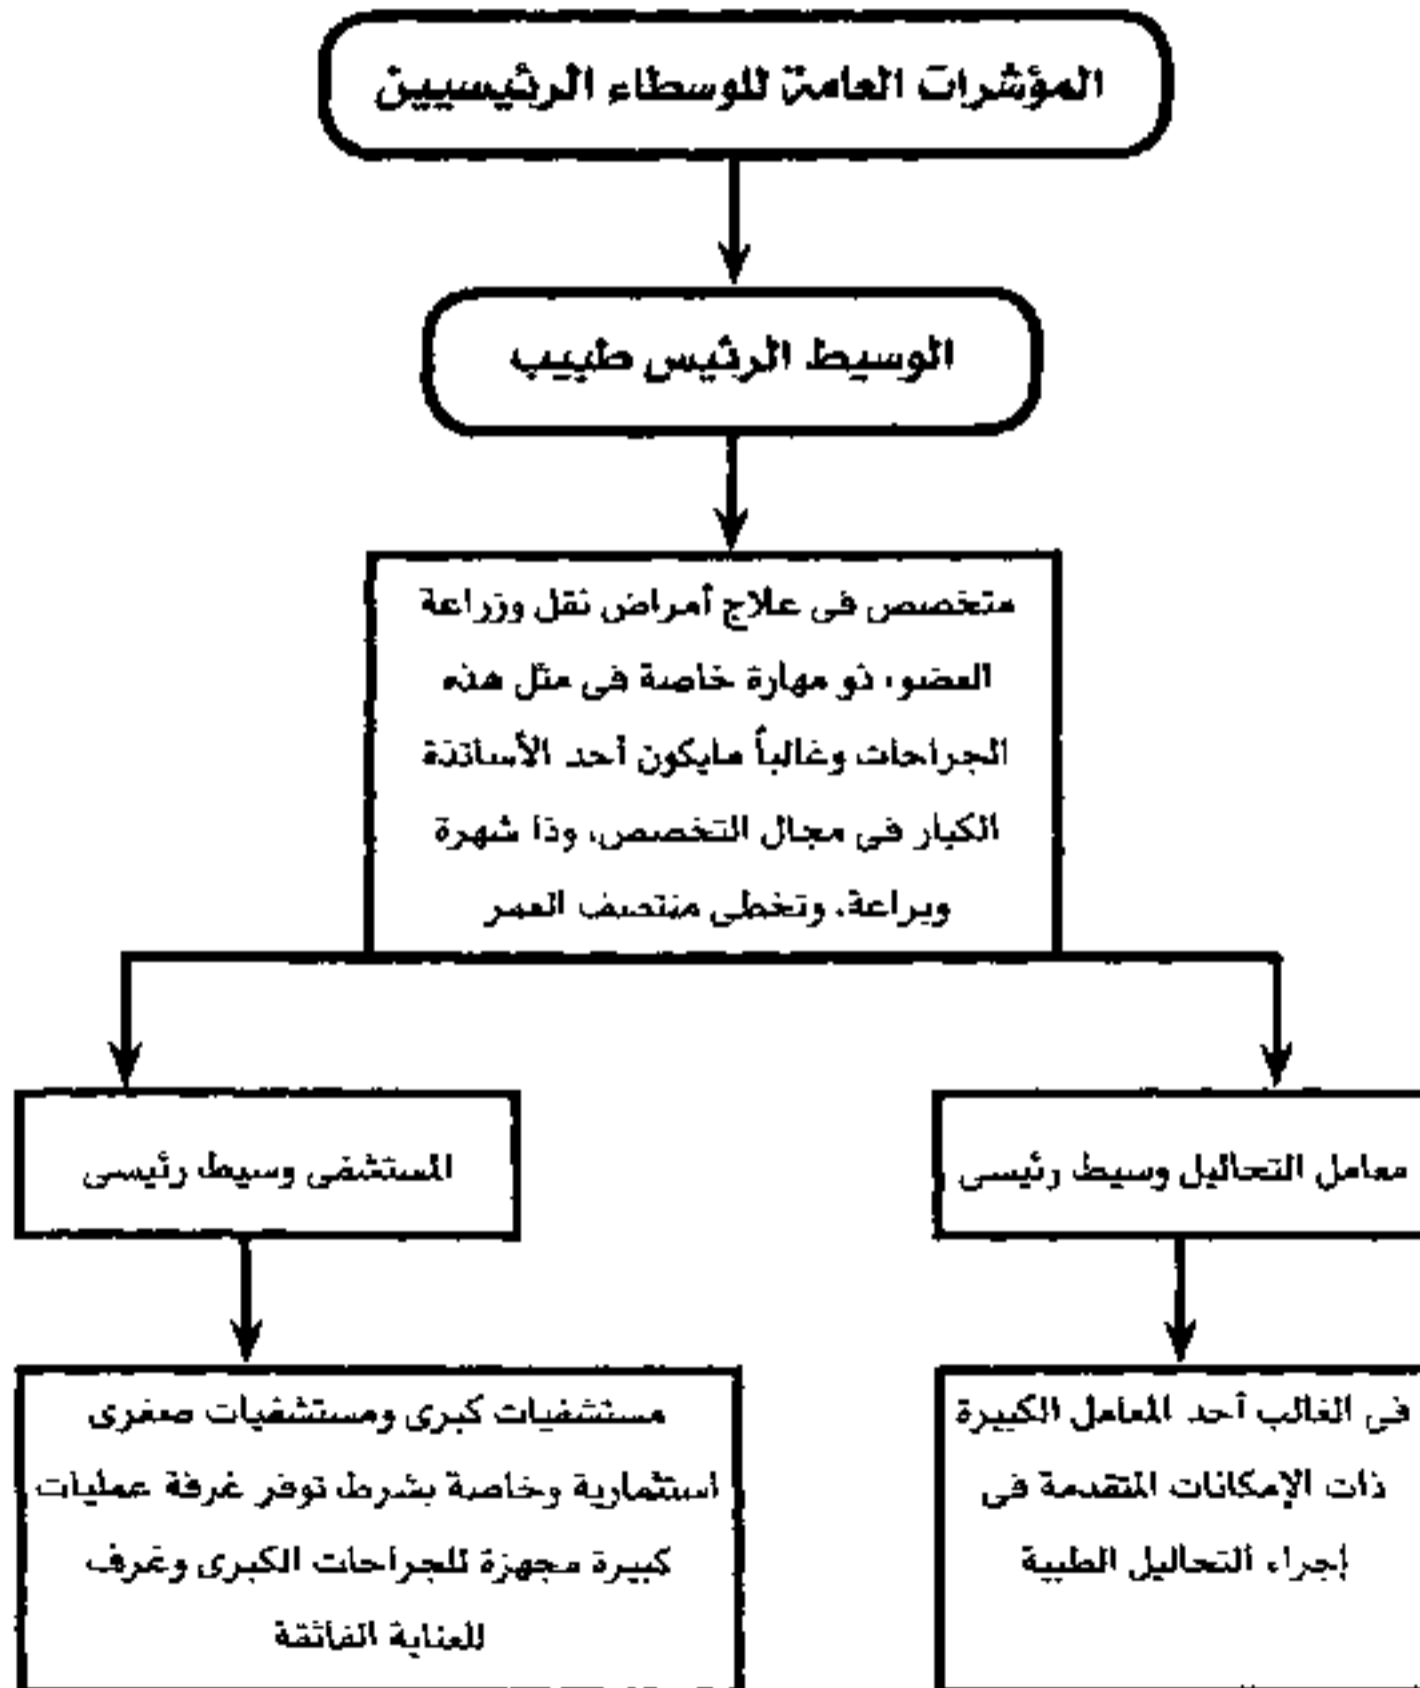 المؤشرات العامة للوسطاء الرئيسيين
الوسيط الرئيس طبيب
متخصص فى علاج أمراض نقل وزراعة
العضو، ذو مهارة خاصة فى مثل هذه
الجراحات وغالباً مايكون أحد الأساتذة
الكبار فى مجال التخصص، وذا شهرة
وبراعة، وتخطى منتصف العمر
معامل التحاليل وسيط رئيسى
المستشفى وسيط رئيسى
فى الغالب أحد المعامل الكبيرة
ذات الإمكانات المتقدمة فى
إجراء التحاليل الطبية
مستشفيات كبرى ومستشفيات صغرى
استثمارية وخاصة بشرط توفر غرفة عمليات
كبيرة مجهزة للجراحات الكبرى وغرف
للعناية الفائقة